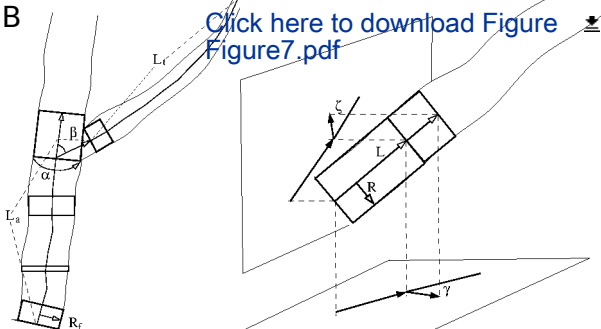 B
Click here to download Figure
Figure7.pdf
Lt
β
α
La
Rf
ζ
L
R
γ